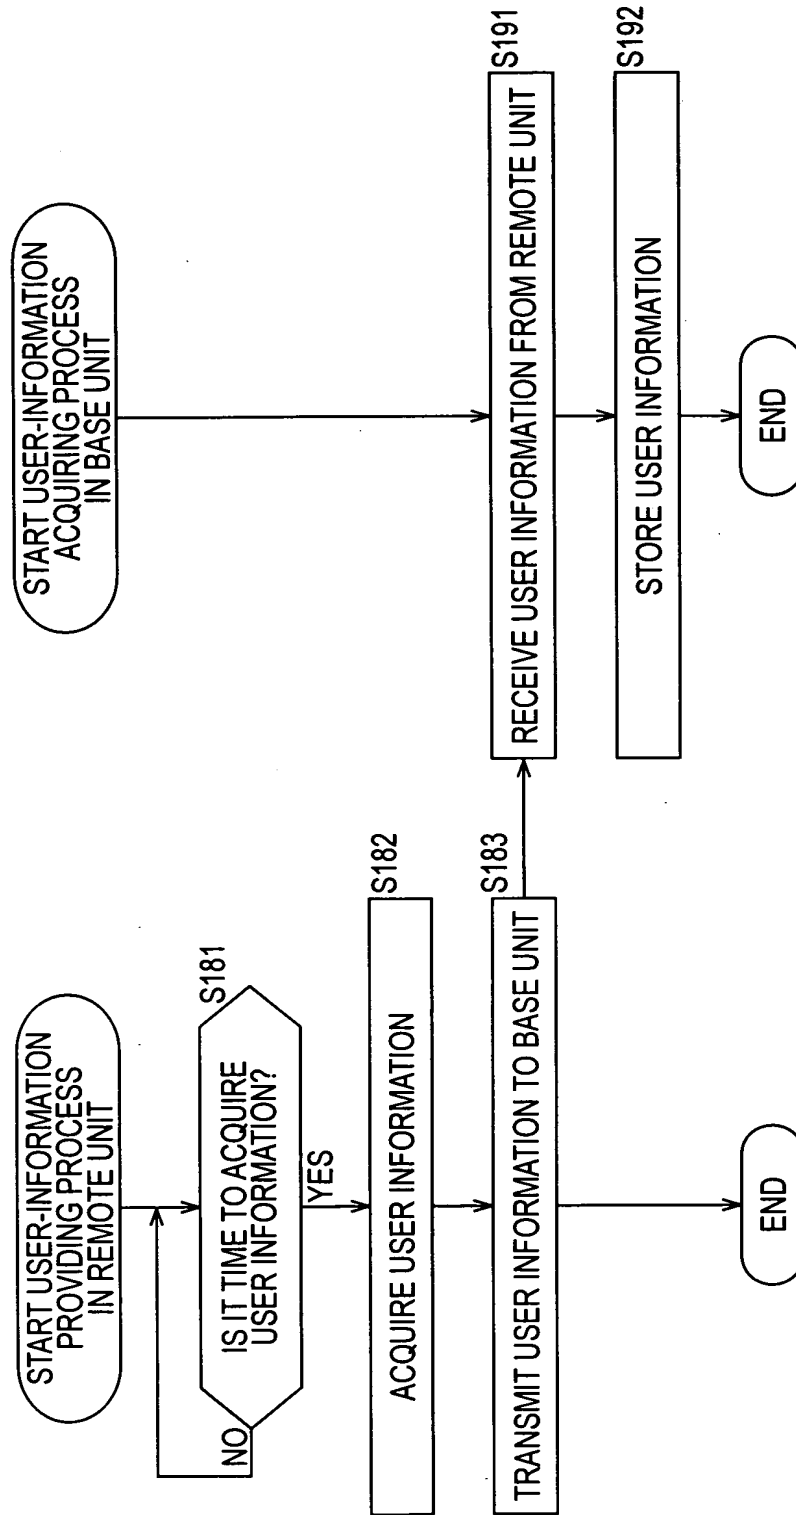 START USER-INFORMATION
PROVIDING PROCESS
IN REMOTE UNIT
NO
IS IT TIME TO ACQUIRE
USER INFORMATION?
S181
YES
ACQUIRE USER INFORMATION
S182
TRANSMIT USER INFORMATION TO BASE UNIT
S183
END
START USER-INFORMATION
ACQUIRING PROCESS
IN BASE UNIT
RECEIVE USER INFORMATION FROM REMOTE UNIT
S191
STORE USER INFORMATION
S192
END